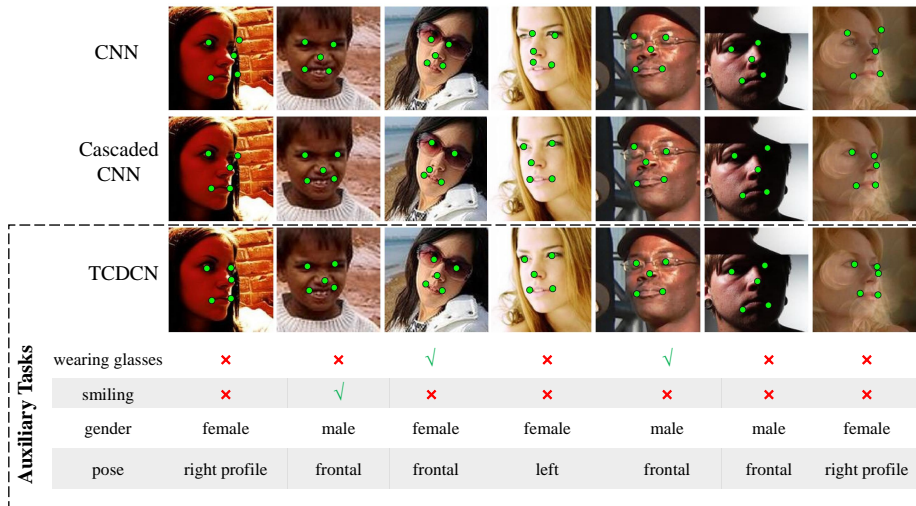 CNN
Cascaded
CNN
TCDCN
Auxiliary Tasks
wearing glasses × × √ × √ × ×
smiling × √ × × × × ×
gender female male female female male male female
pose right profile frontal frontal left frontal frontal right profile